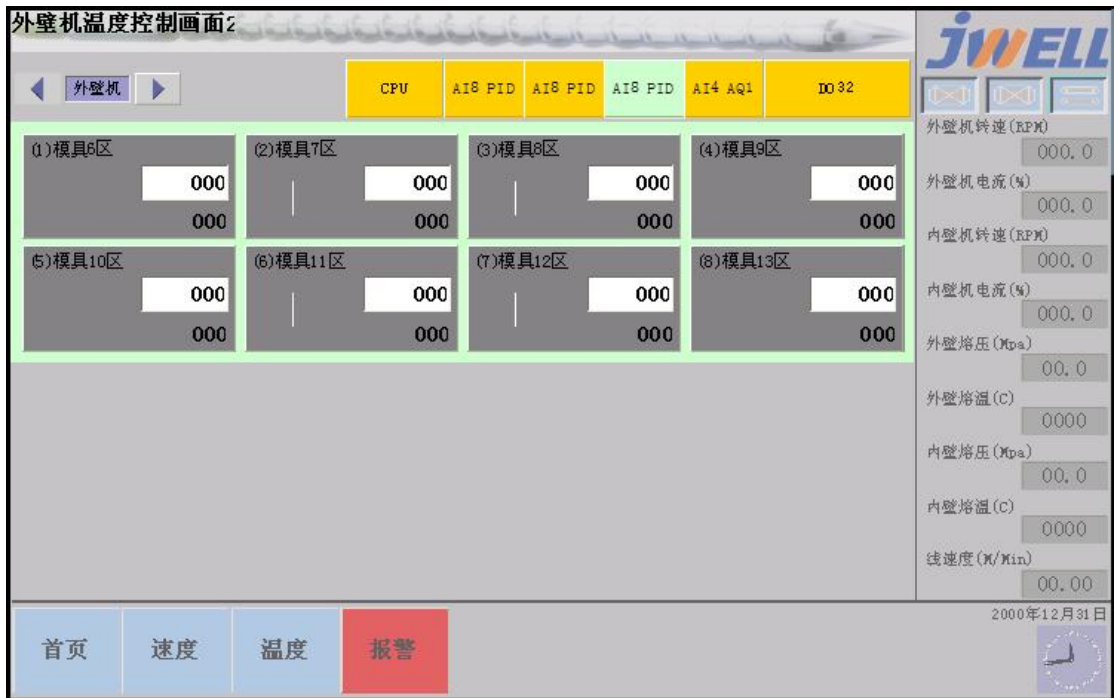 外壁机温度控制画面2
JWELL
外壁机
CPU
AI8 PID
AI8 PID
AI8 PID
AI4 AQ1
DO32
(1)模具6区
000
000
(2)模具7区
000
000
(3)模具8区
000
000
(4)模具9区
000
000
(5)模具10区
000
000
(6)模具11区
000
000
(7)模具12区
000
000
(8)模具13区
000
000
外壁机转速(RPM)
000.0
外壁机电流(%)
000.0
内壁机转速(RPM)
000.0
内壁机电流(%)
000.0
外壁熔压(Mpa)
00.0
外壁熔温(C)
0000
内壁熔压(Mpa)
00.0
内壁熔温(C)
0000
线速度(M/Min)
00.00
首页
速度
温度
报警
2000年12月31日